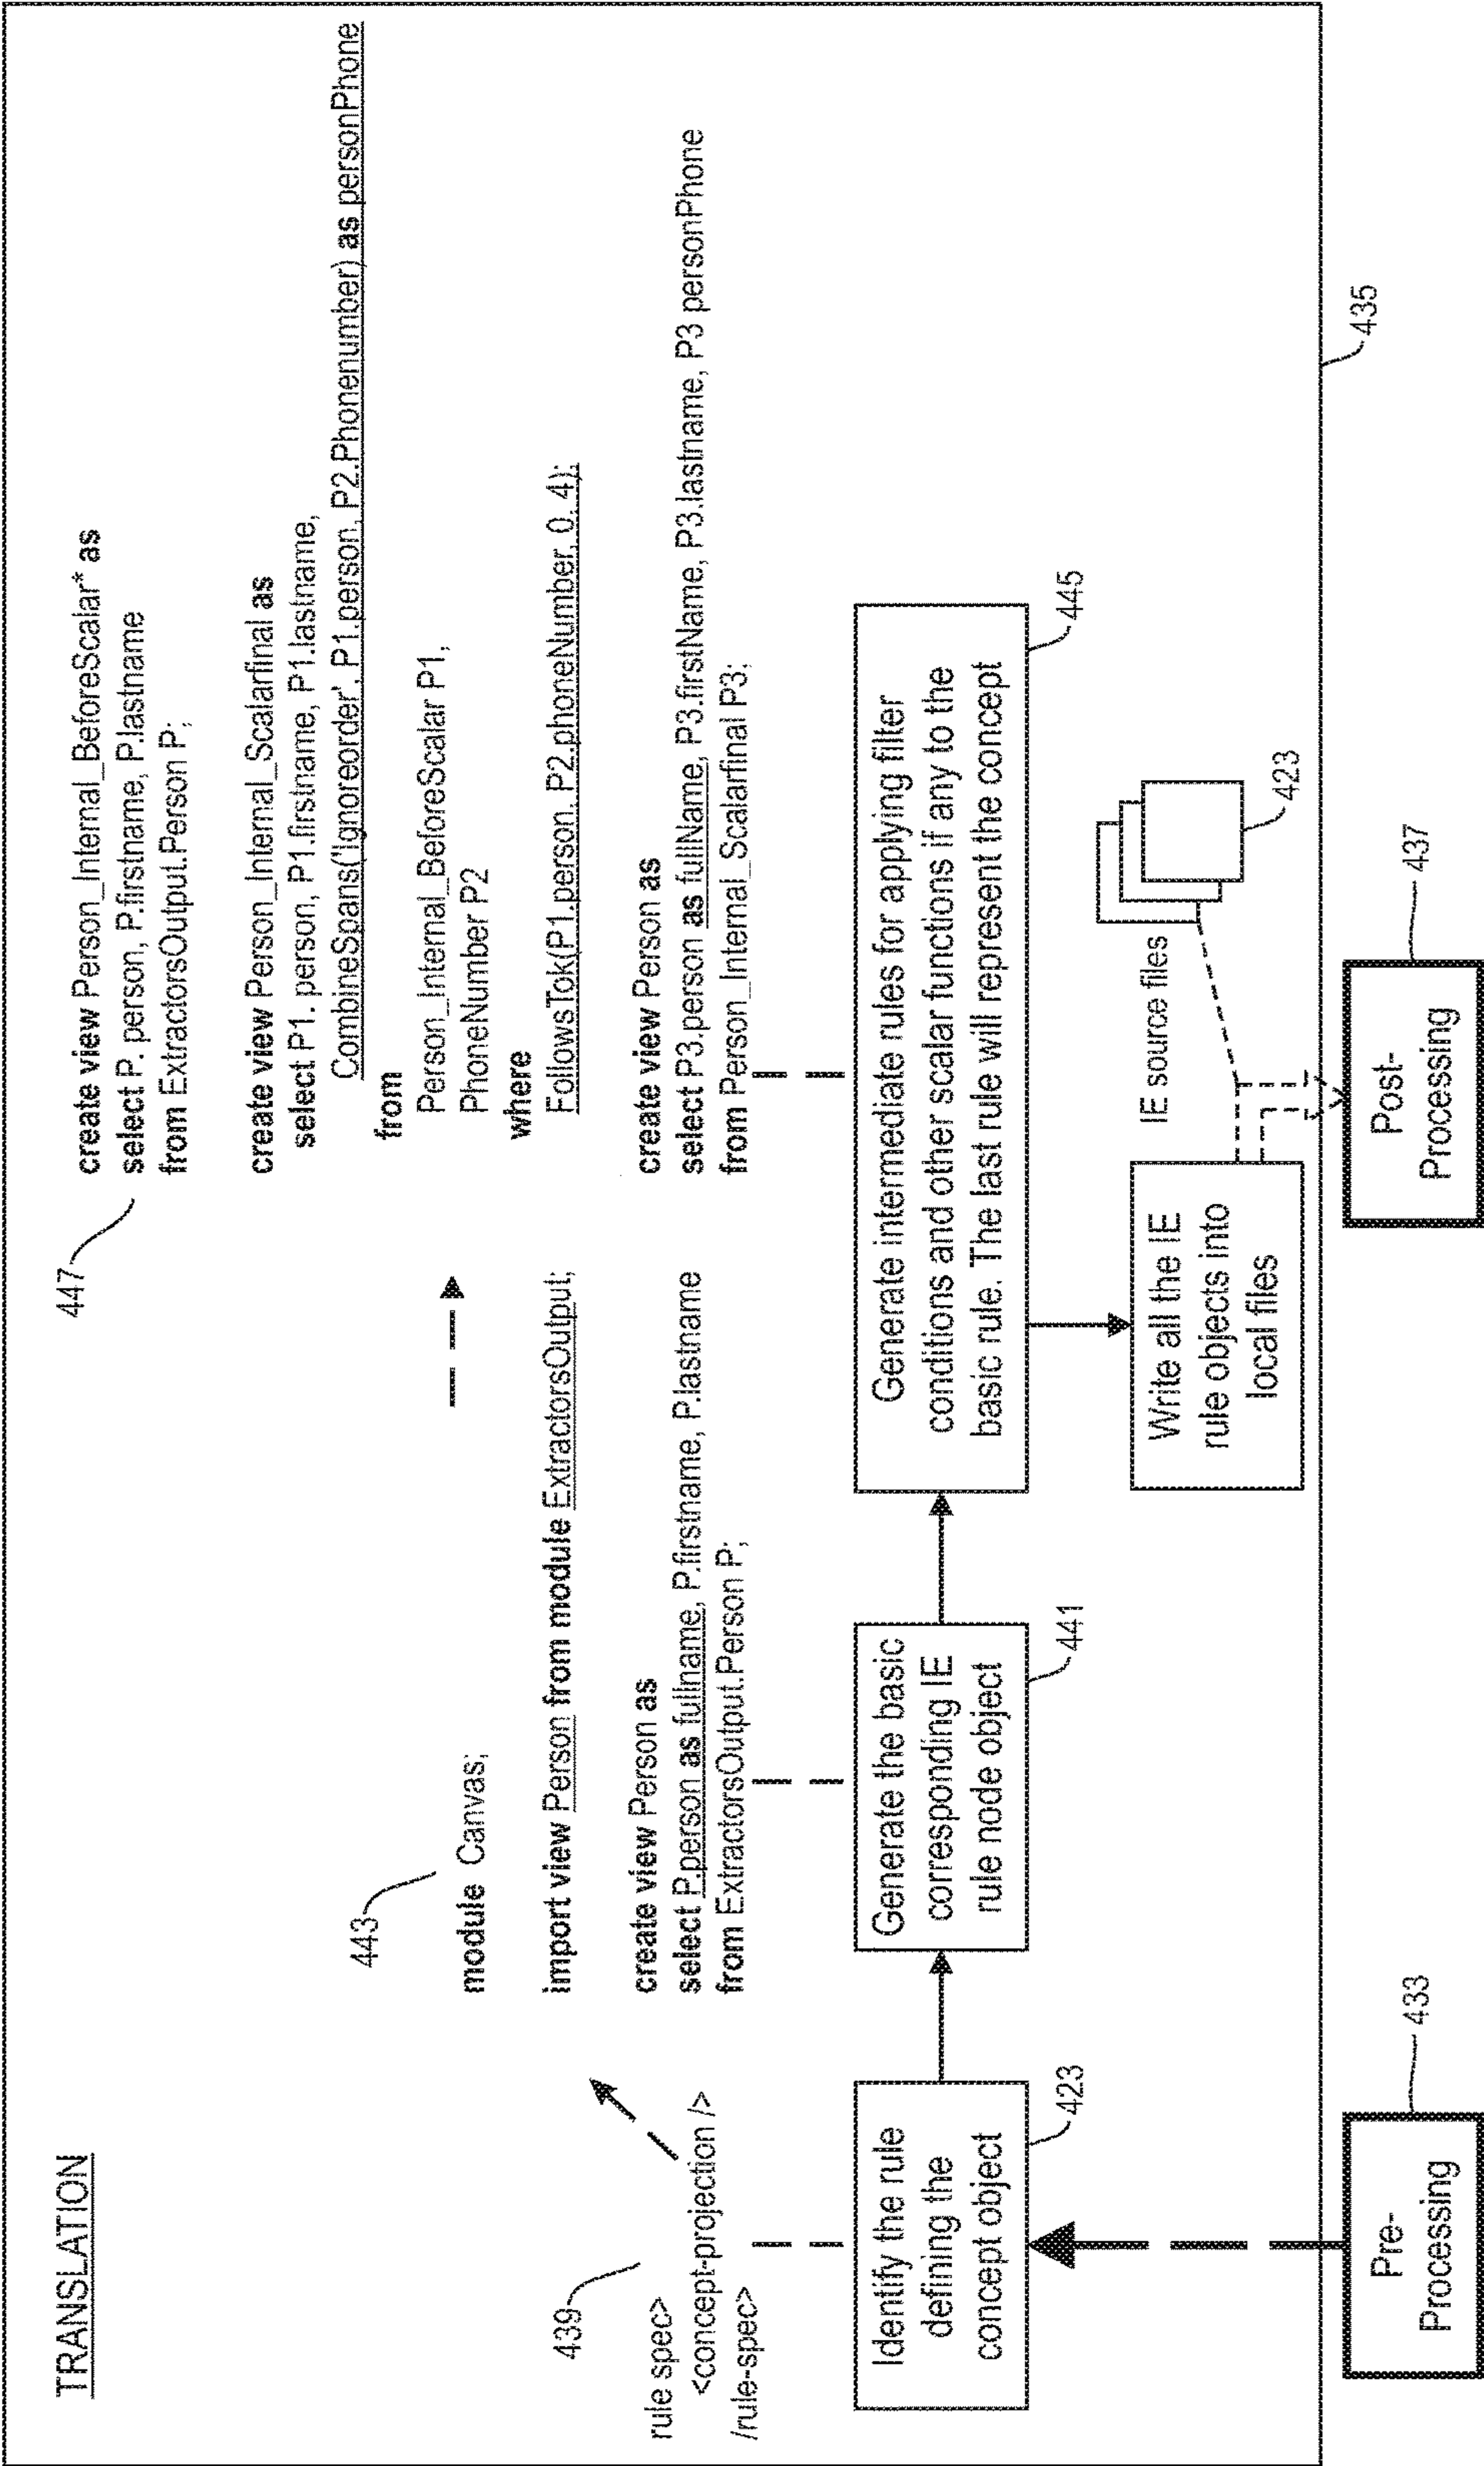 TRANSLATION
439
rule spec>
<concept-projection />
/rule-spec>
443
module Canvas;
import view Person from module ExtractorsOutput;
create view Person as
select P.person as fullname, P.firstname, P.lastname
from ExtractorsOutput.Person P;
447
create view Person_Internal_BeforeScalar* as
select P. person, P.firstname, P.lastname
from ExtractorsOutput.Person P;
create view Person_Internal_Scalarfinal as
select P1. person, P1.firstname, P1.lastname,
CombineSpans('Ignoreorder', P1.person, P2.Phonenumber) as personPhone
from
Person_Internal_BeforeScalar P1,
PhoneNumber P2
where
FollowsTok(P1.person, P2.phoneNumber, 0, 4);
create view Person as
select P3.person as fullName, P3.firstName, P3.lastname, P3 personPhone
from Person_Internal_Scalarfinal P3;
Identify the rule
defining the
concept object
423
Generate the basic
corresponding IE
rule node object
441
Generate intermediate rules for applying filter
conditions and other scalar functions if any to the
basic rule. The last rule will represent the concept
445
Write all the IE
rule objects into
local files
IE source files
423
435
Pre-
Processing
433
Post-
Processing
437